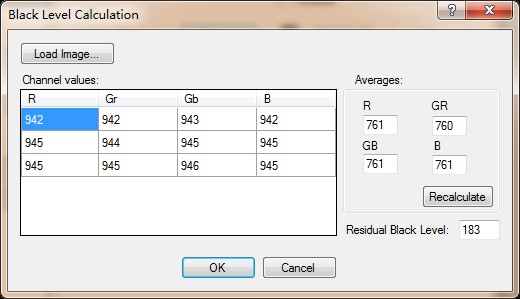 Black Level Calculation
Load Image...
Channel values:
R Gr Gb B
942 942 943 942
945 944 945 945
945 945 946 945
Averages:
R GR
761 760
GB B
761 761
Recalculate
Residual Black Level: 183
OK Cancel